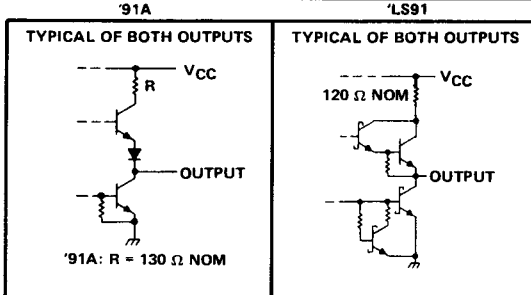 '91A
'LS91
TYPICAL OF BOTH OUTPUTS
VCC
R
OUTPUT
'91A: R = 130 Ω NOM
TYPICAL OF BOTH OUTPUTS
VCC
120 Ω NOM
OUTPUT